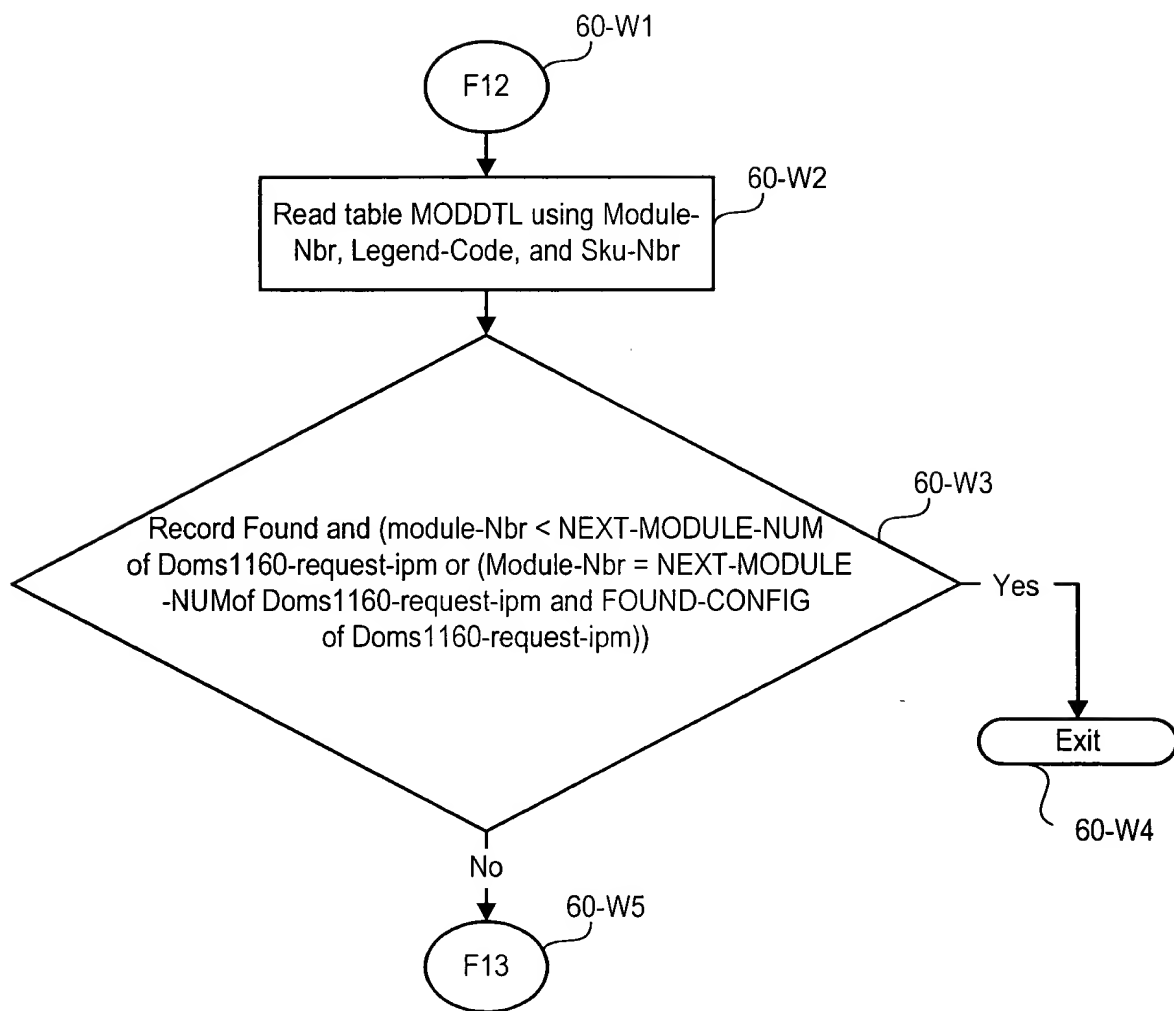 60-W1
F12
60-W2
Read table MODDTL using Module-
Nbr, Legend-Code, and Sku-Nbr
60-W3
Record Found and (module-Nbr < NEXT-MODULE-NUM
of Doms1160-request-ipm or (Module-Nbr = NEXT-MODULE
-NUMof Doms1160-request-ipm and FOUND-CONFIG
of Doms1160-request-ipm))
Yes
Exit
60-W4
No
60-W5
F13